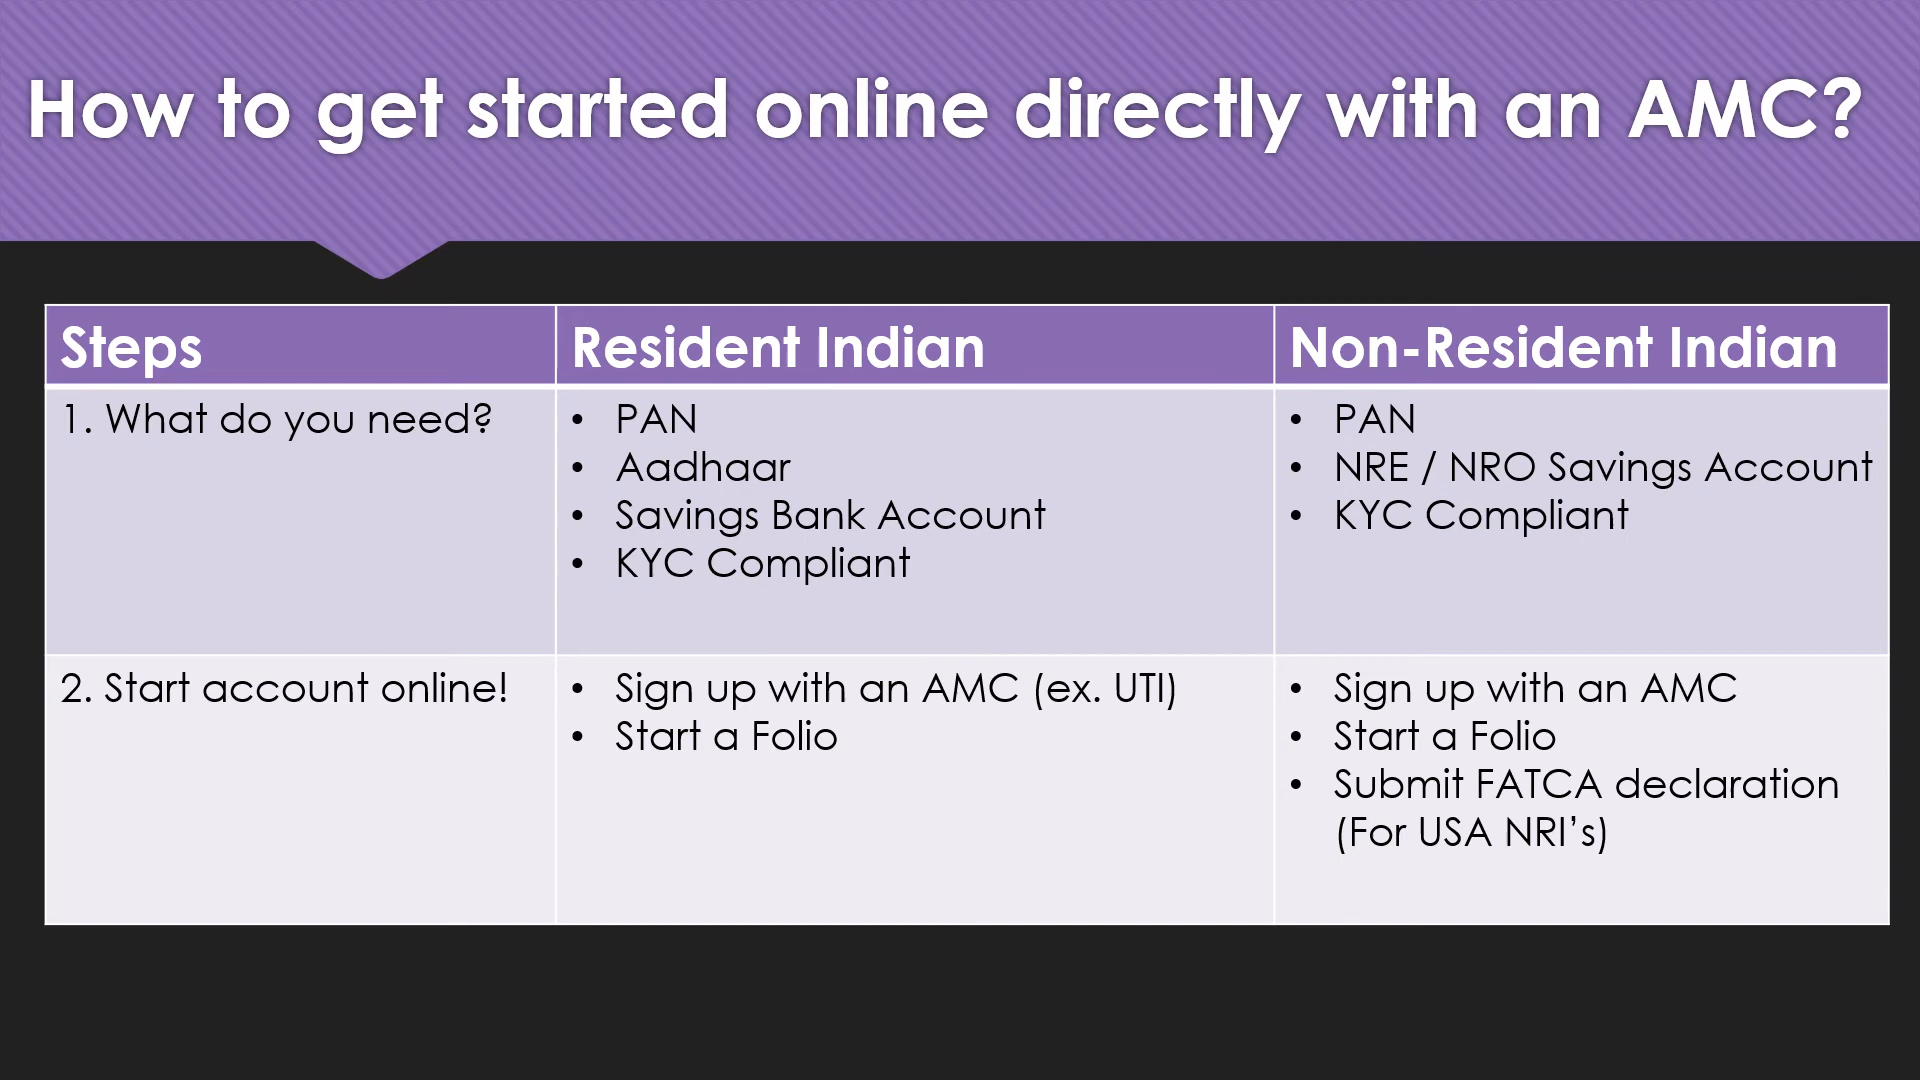 How to get started online directly with an AMC?
Steps
Resident Indian
Non-Resident Indian
1. What do you need?
• PAN
• Aadhaar
• Savings Bank Account
• KYC Compliant
• PAN
• NRE / NRO Savings Account
• KYC Compliant
2. Start account online!
• Sign up with an AMC (ex. UTI)
• Start a Folio
• Sign up with an AMC
• Start a Folio
• Submit FATCA declaration
(For USA NRI’s)